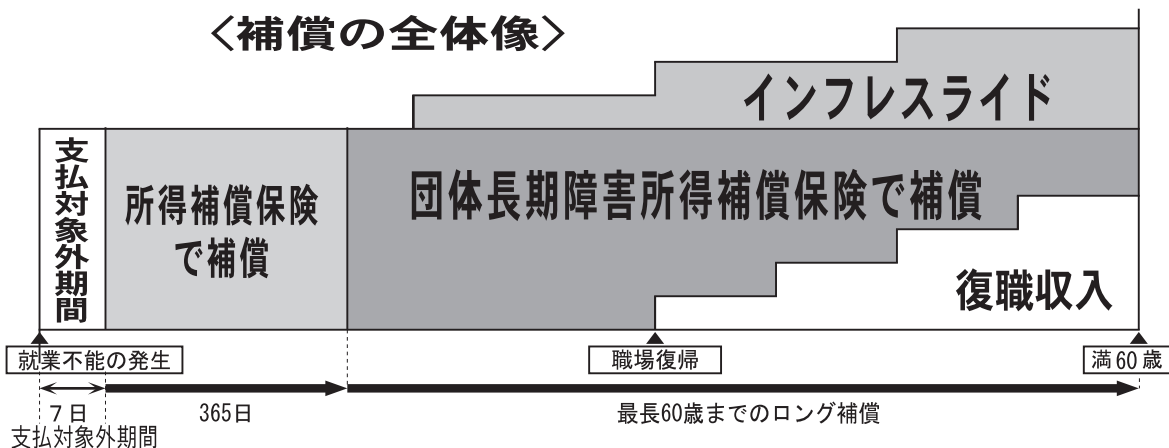 <補償の全体像>
インフレスライド
支払対象外期間
所得補償保険
で補償
団体長期障害所得補償保険で補償
復職収入
就業不能の発生
職場復帰
満60歳
7日
365日
最長60歳までのロング補償
支払対象外期間